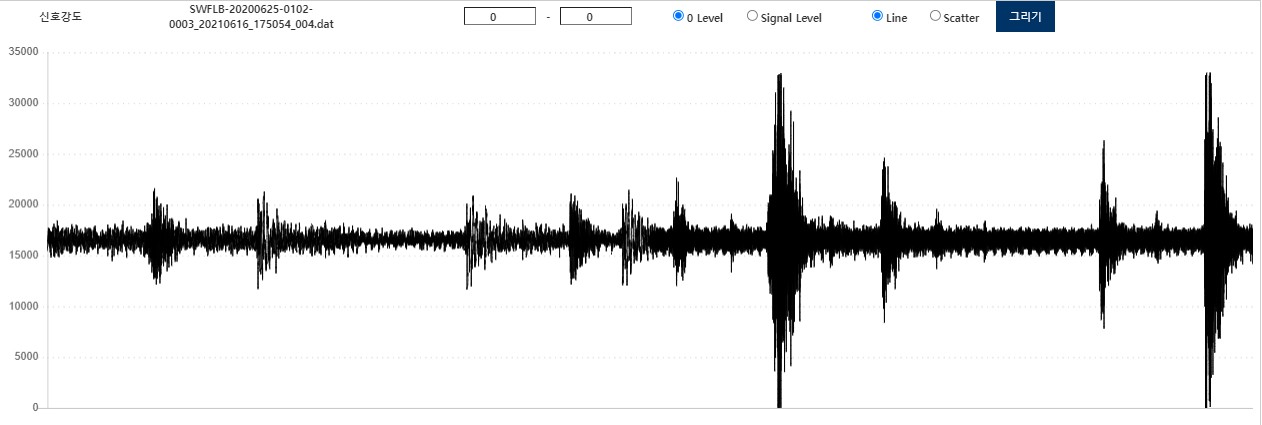 신호강도
SWFLB-20200625-0102-
0003_20210616_175054_004.dat
0 - 0
0 Level Signal Level
Line Scatter
그리기
35000
30000
25000
20000
15000
10000
5000
0